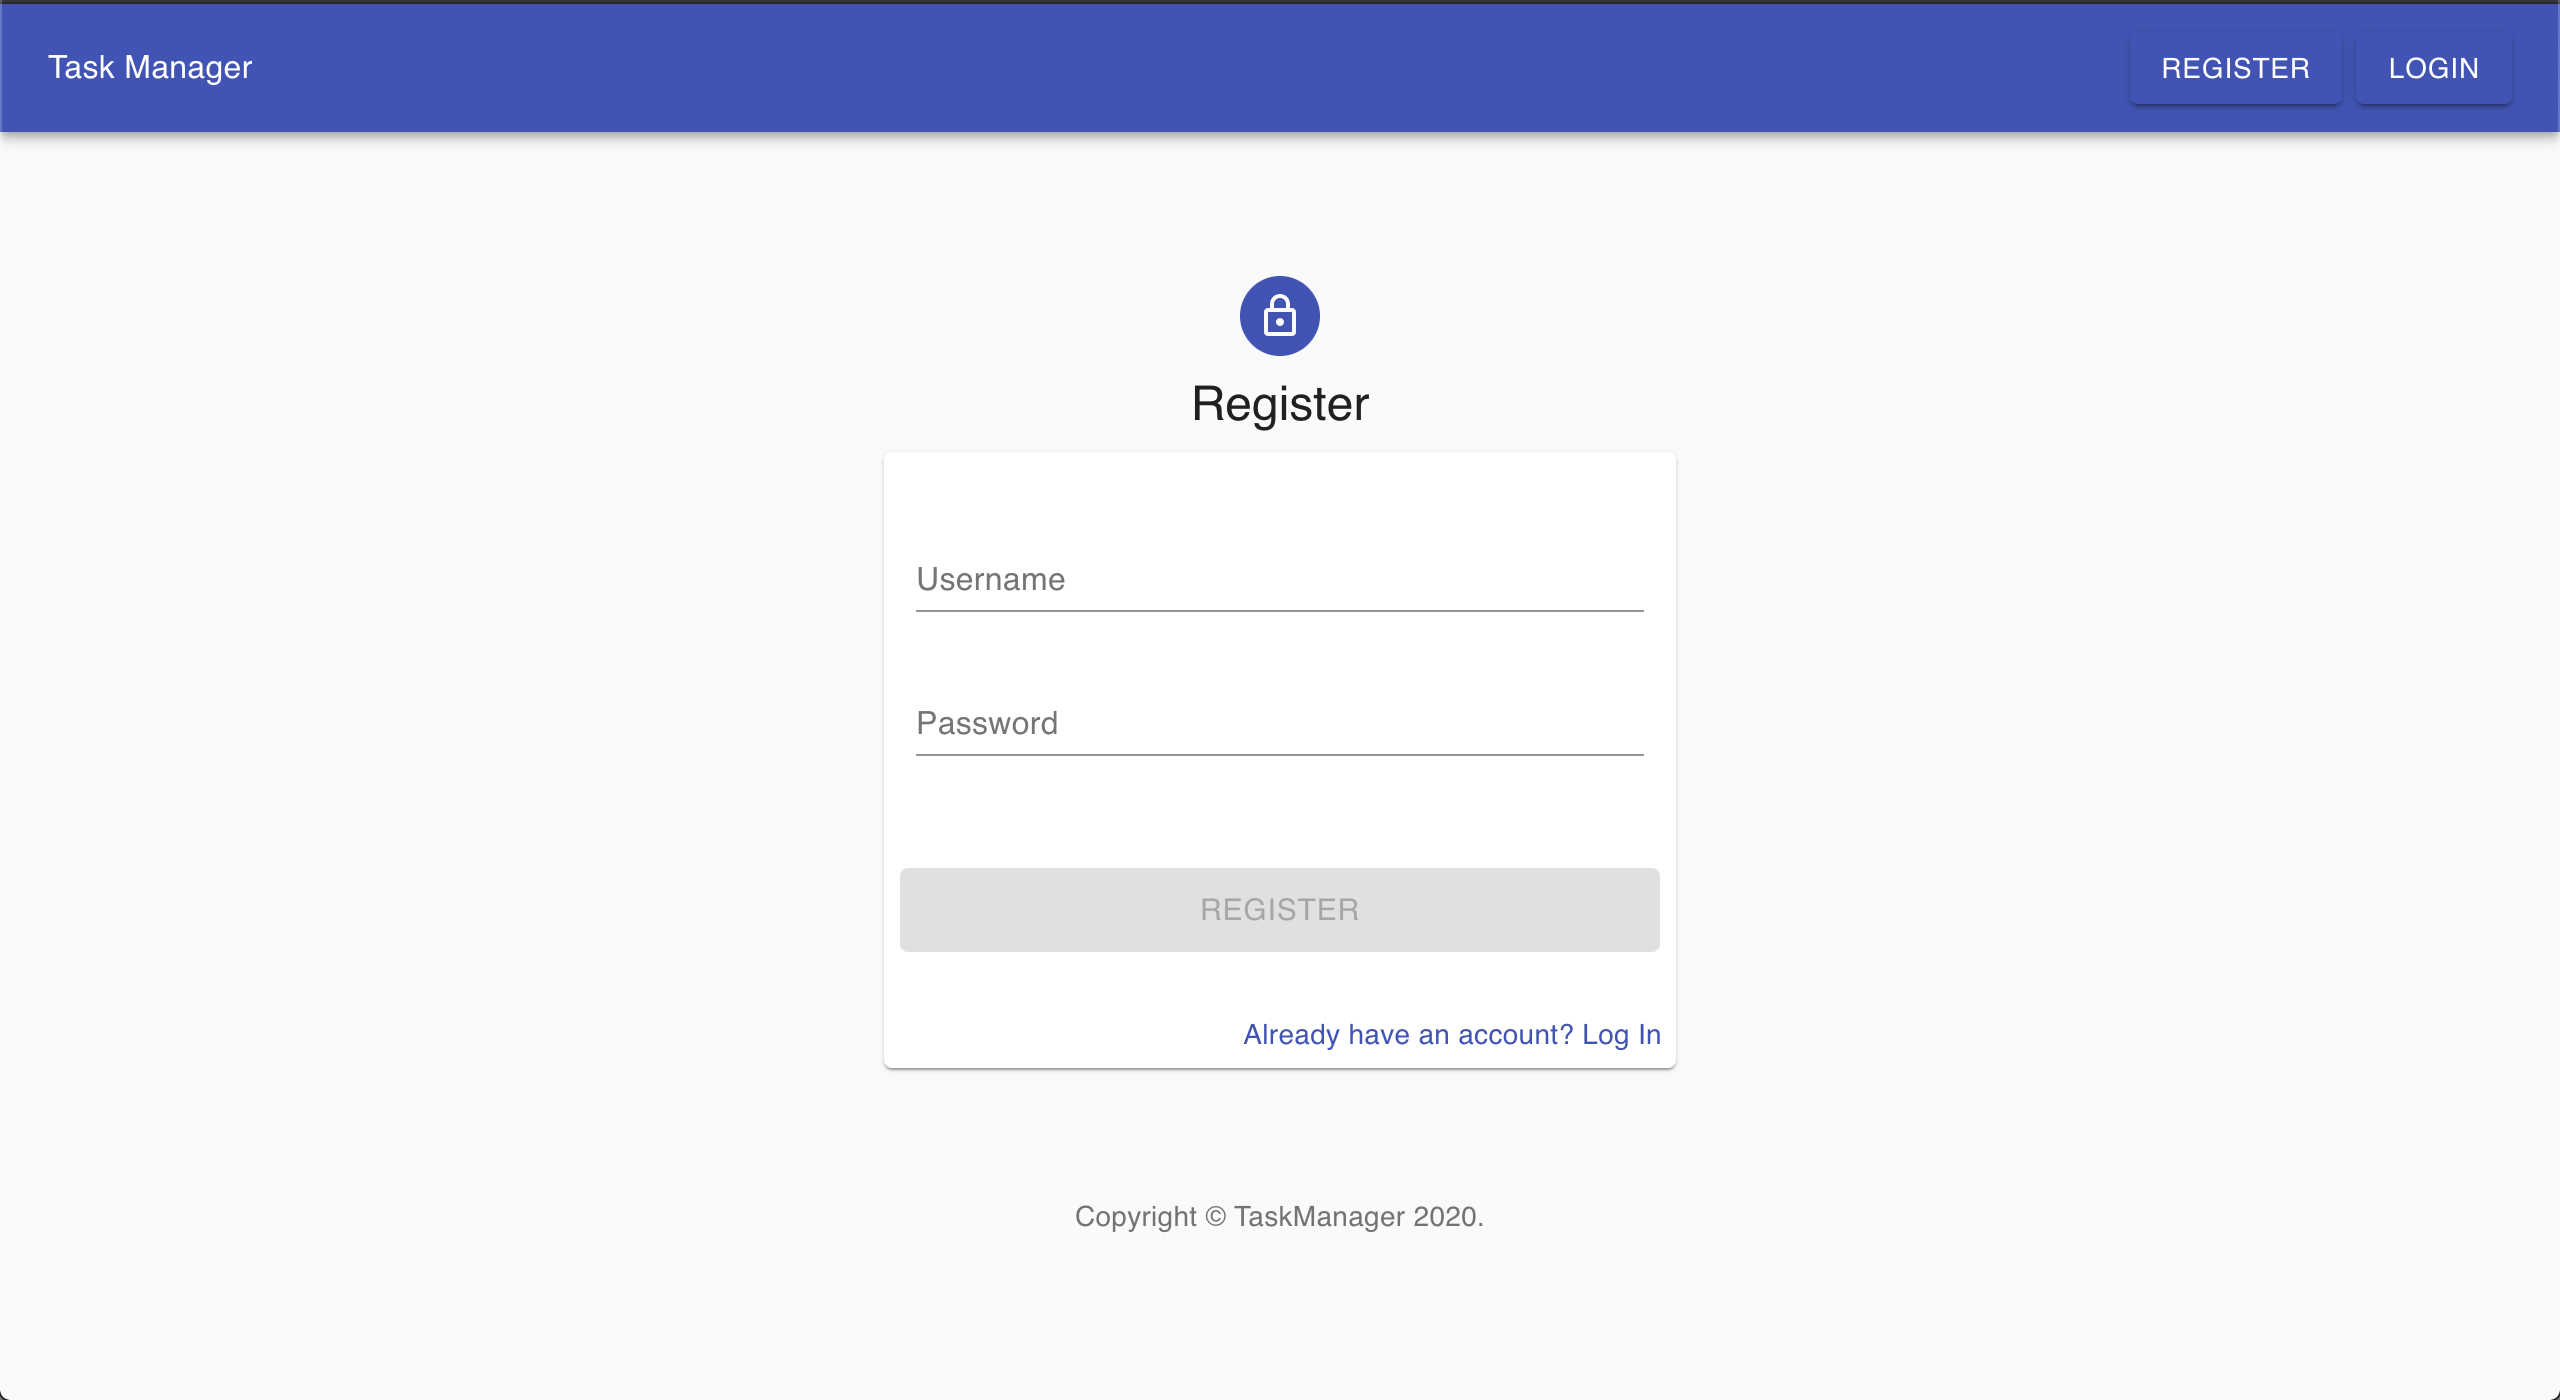 Task Manager
REGISTER
LOGIN
Register
Username
Password
REGISTER
Already have an account? Log In
Copyright © TaskManager 2020.